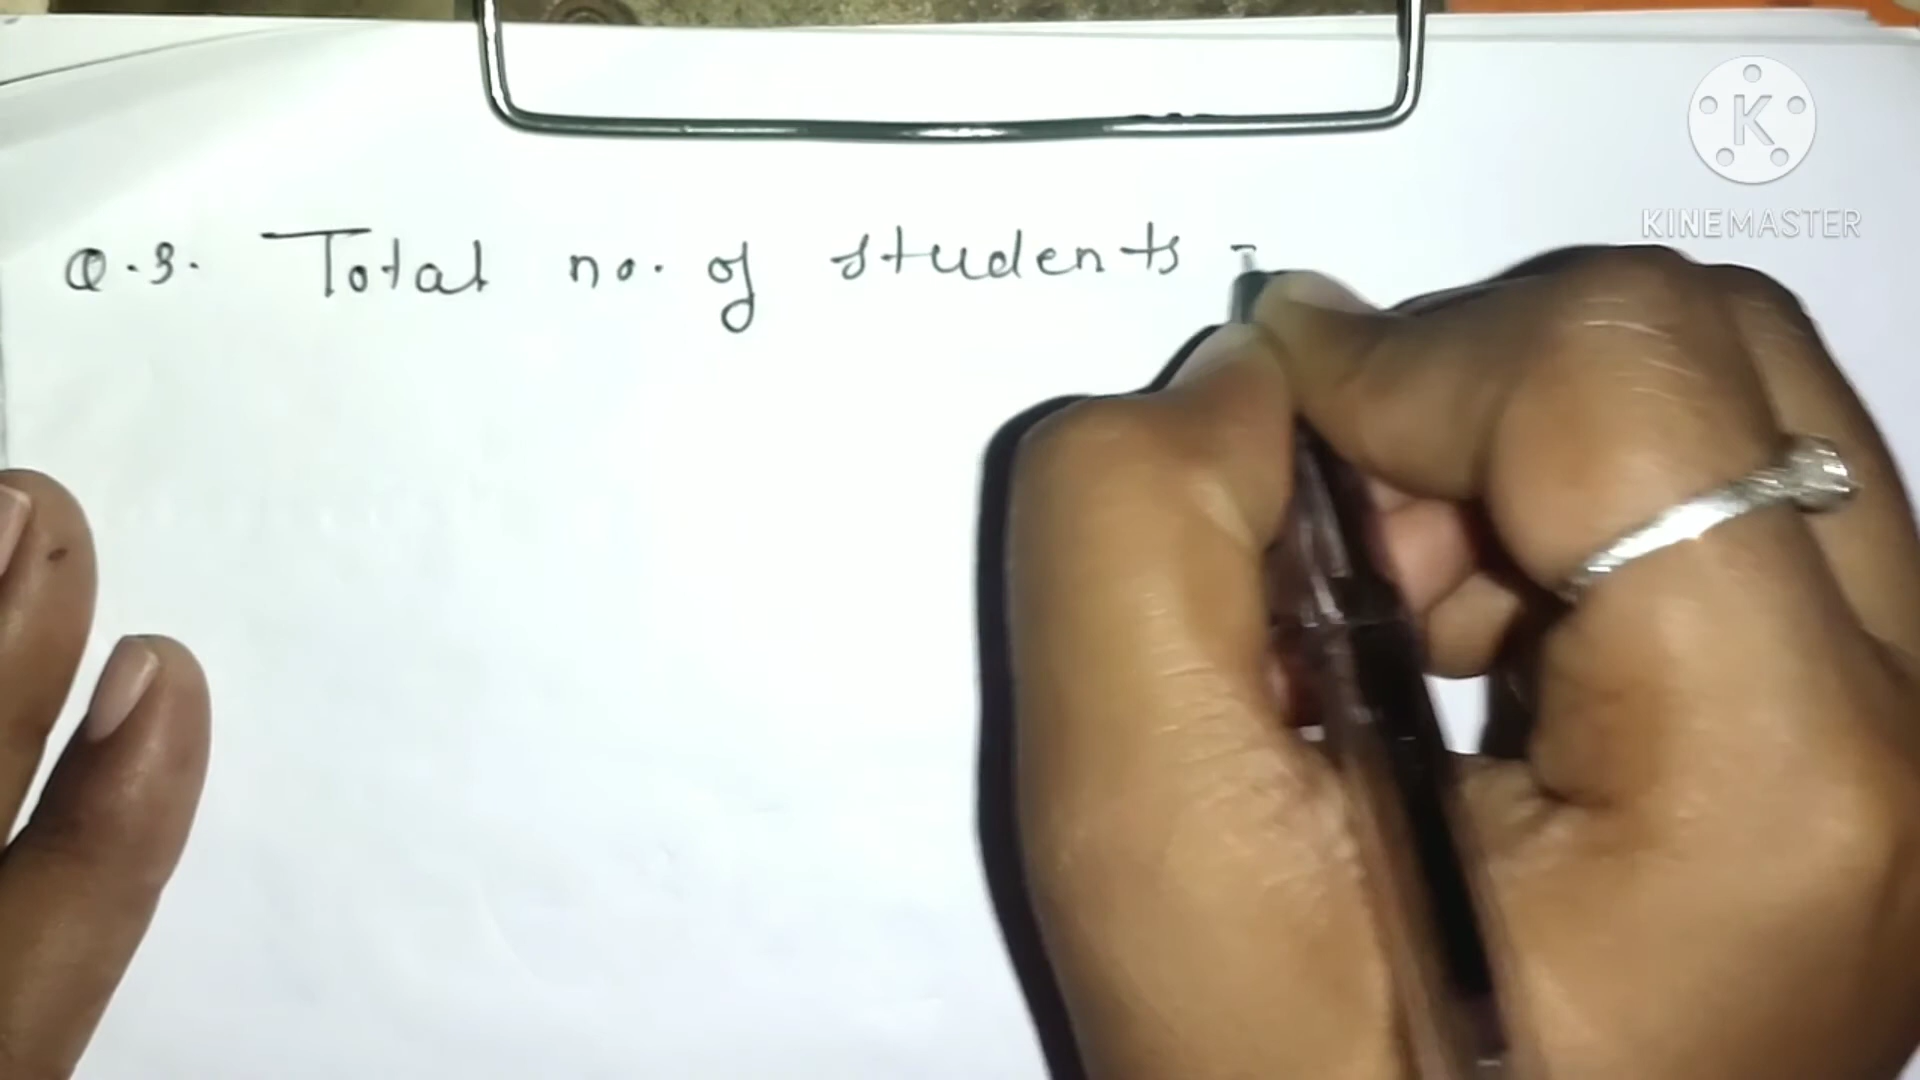 Q.3. Total no. of students =
K
KINEMASTER